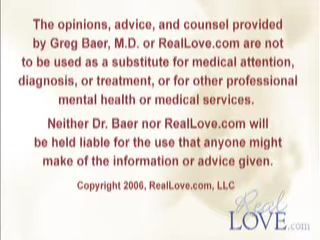 The opinions, advice, and counsel provided
by Greg Baer, M.D. or RealLove.com are not
to be used as a substitute for medical attention,
diagnosis, or treatment, or for other professional
mental health or medical services.
Neither Dr. Baer nor RealLove.com will
be held liable for the use that anyone might
make of the information or advice given.
Copyright 2006, RealLove.com, LLC
Real
LOVE.com